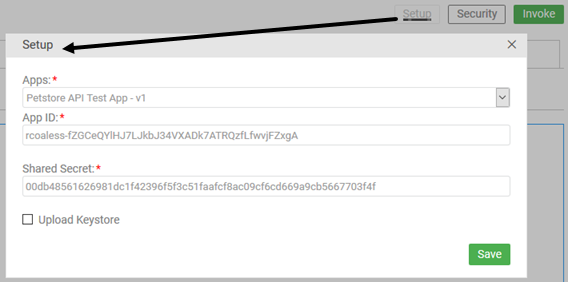 Setup Security Invoke
Setup
Apps:*
Petstore API Test App - v1
App ID:*
rcoaless-fZGCeQYlHJ7LJkbJ34VXADk7ATRQzfLfwvjFZxgA
Shared Secret:*
00db48561626981dc1f42396f5f3c51faafcf8ac09cf6cd669a9cb5667703f4f
Upload Keystore
Save